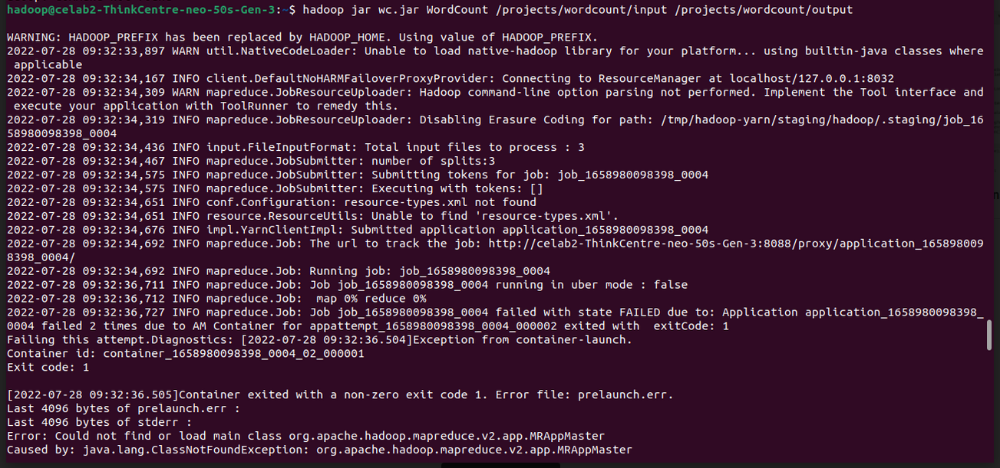 hadoop@celab2-ThinkCentre-neo-50s-Gen-3:~$ hadoop jar wc.jar WordCount /projects/wordcount/input /projects/wordcount/output
WARNING: HADOOP_PREFIX has been replaced by HADOOP_HOME. Using value of HADOOP_PREFIX.
2022-07-28 09:32:33,897 WARN util.NativeCodeLoader: Unable to load native-hadoop library for your platform... using builtin-java classes where
 applicable
2022-07-28 09:32:34,167 INFO client.DefaultNoHARMFailoverProxyProvider: Connecting to ResourceManager at localhost/127.0.0.1:8032
2022-07-28 09:32:34,309 WARN mapreduce.JobResourceUploader: Hadoop command-line option parsing not performed. Implement the Tool interface and
 execute your application with ToolRunner to remedy this.
2022-07-28 09:32:34,319 INFO mapreduce.JobResourceUploader: Disabling Erasure Coding for path: /tmp/hadoop-yarn/staging/hadoop/.staging/job_16
58980098398_0004
2022-07-28 09:32:34,436 INFO input.FileInputFormat: Total input files to process : 3
2022-07-28 09:32:34,467 INFO mapreduce.JobSubmitter: number of splits:3
2022-07-28 09:32:34,575 INFO mapreduce.JobSubmitter: Submitting tokens for job: job_1658980098398_0004
2022-07-28 09:32:34,575 INFO mapreduce.JobSubmitter: Executing with tokens: []
2022-07-28 09:32:34,651 INFO conf.Configuration: resource-types.xml not found
2022-07-28 09:32:34,651 INFO resource.ResourceUtils: Unable to find 'resource-types.xml'.
2022-07-28 09:32:34,676 INFO impl.YarnClientImpl: Submitted application application_1658980098398_0004
2022-07-28 09:32:34,692 INFO mapreduce.Job: The url to track the job: http://celab2-ThinkCentre-neo-50s-Gen-3:8088/proxy/application_165898009
8398_0004/
2022-07-28 09:32:34,692 INFO mapreduce.Job: Running job: job_1658980098398_0004
2022-07-28 09:32:36,711 INFO mapreduce.Job: Job job_1658980098398_0004 running in uber mode : false
2022-07-28 09:32:36,712 INFO mapreduce.Job:  map 0% reduce 0%
2022-07-28 09:32:36,727 INFO mapreduce.Job: Job job_1658980098398_0004 failed with state FAILED due to: Application application_1658980098398_
0004 failed 2 times due to AM Container for appattempt_1658980098398_0004_000002 exited with  exitCode: 1
Failing this attempt.Diagnostics: [2022-07-28 09:32:36.504]Exception from container-launch.
Container id: container_1658980098398_0004_02_000001
Exit code: 1
[2022-07-28 09:32:36.505]Container exited with a non-zero exit code 1. Error file: prelaunch.err.
Last 4096 bytes of prelaunch.err :
Last 4096 bytes of stderr :
Error: Could not find or load main class org.apache.hadoop.mapreduce.v2.app.MRAppMaster
Caused by: java.lang.ClassNotFoundException: org.apache.hadoop.mapreduce.v2.app.MRAppMaster